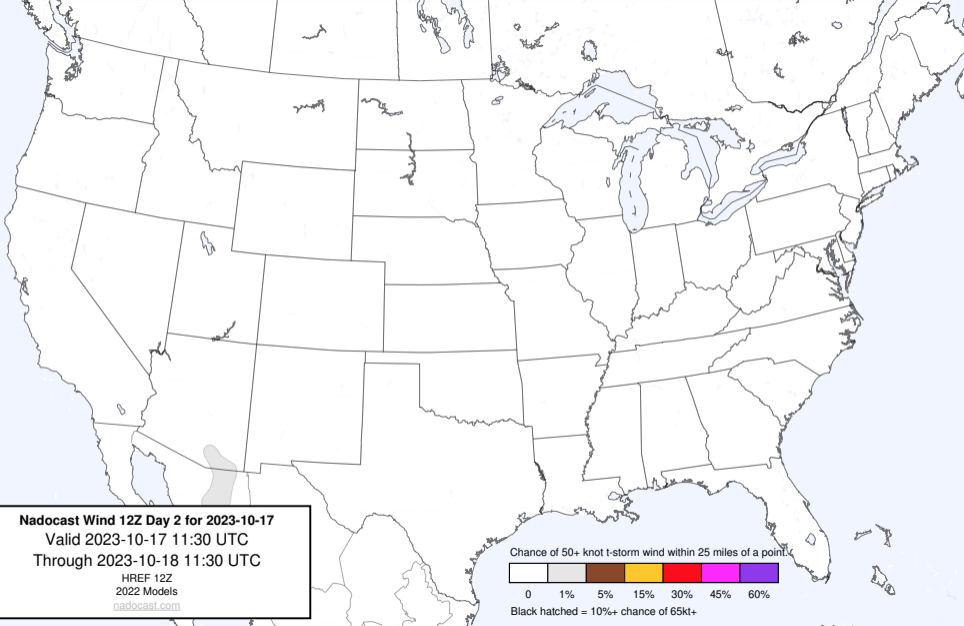 Nadocast Wind 12Z Day 2 for 2023-10-17
Valid 2023-10-17 11:30 UTC
Through 2023-10-18 11:30 UTC
HREF 12Z
2022 Models
nadocast.com
Chance of 50+ knot t-storm wind within 25 miles of a point.
0 1% 5% 15% 30% 45% 60%
Black hatched = 10%+ chance of 65kt+